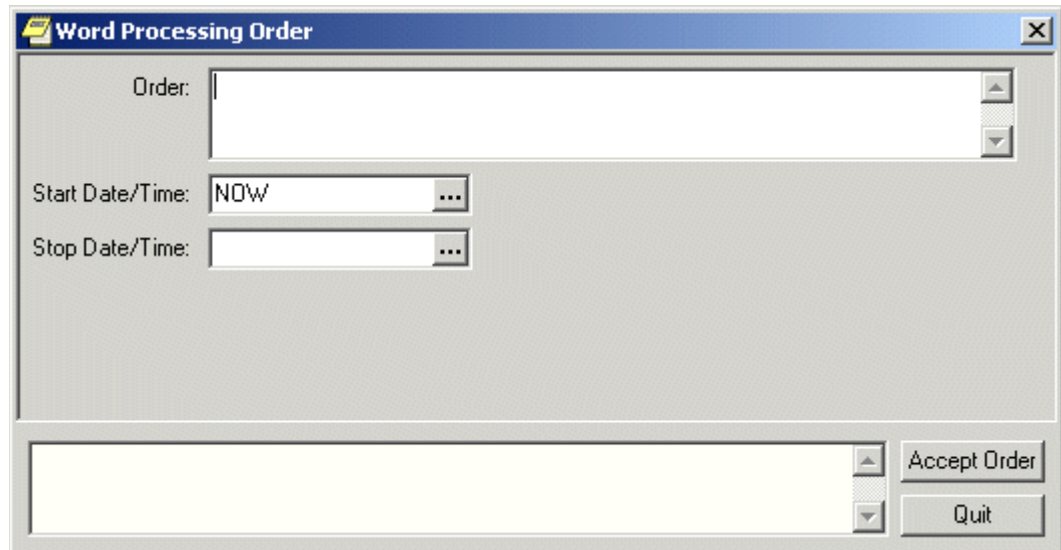 Word Processing Order
Order:
Start Date/Time: NOW ...
Stop Date/Time: ...
Accept Order
Quit